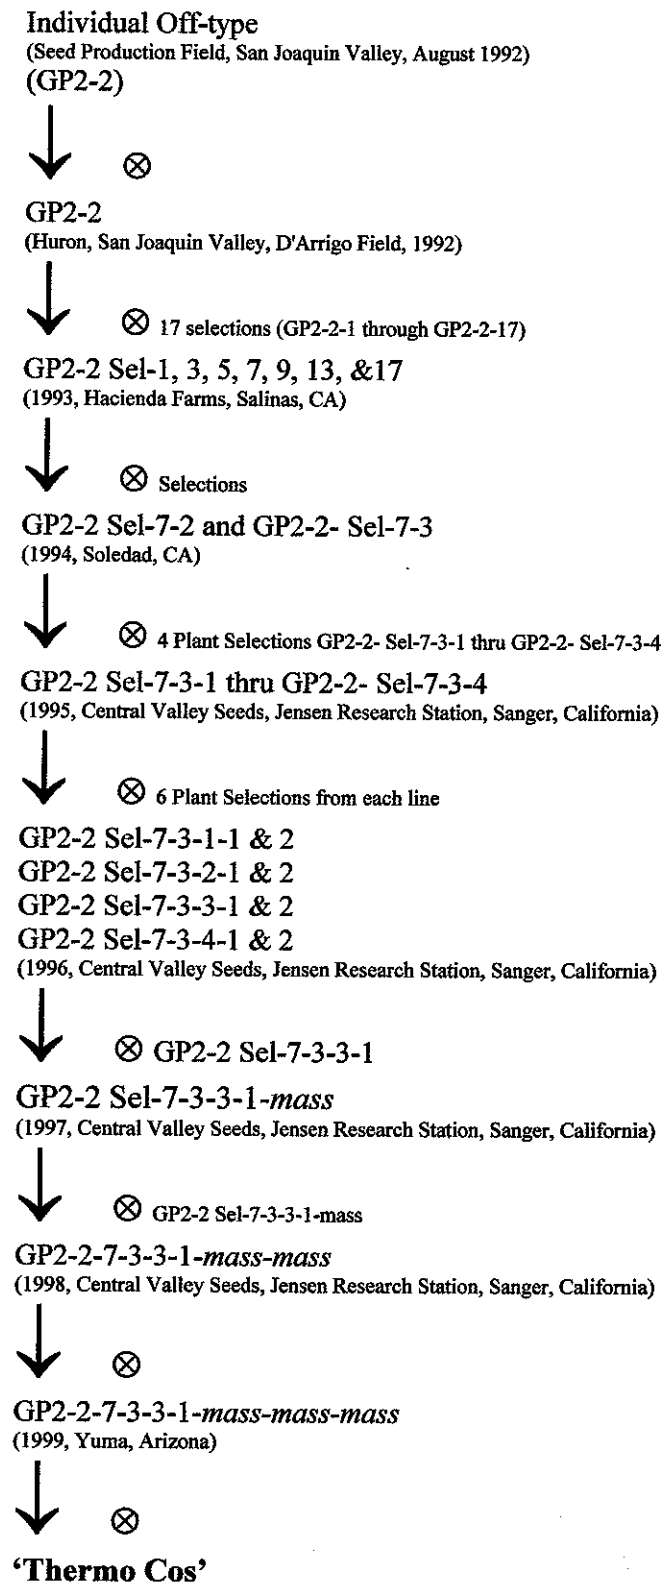 Individual Off-type
(Seed Production Field, San Joaquin Valley, August 1992)
(GP2-2)
⊗
GP2-2
(Huron, San Joaquin Valley, D'Arrigo Field, 1992)
⊗ 17 selections (GP2-2-1 through GP2-2-17)
GP2-2 Sel-1, 3, 5, 7, 9, 13, &17
(1993, Hacienda Farms, Salinas, CA)
⊗ Selections
GP2-2 Sel-7-2 and GP2-2- Sel-7-3
(1994, Soledad, CA)
⊗ 4 Plant Selections GP2-2- Sel-7-3-1 thru GP2-2- Sel-7-3-4
GP2-2 Sel-7-3-1 thru GP2-2- Sel-7-3-4
(1995, Central Valley Seeds, Jensen Research Station, Sanger, California)
⊗ 6 Plant Selections from each line
GP2-2 Sel-7-3-1-1 & 2
GP2-2 Sel-7-3-2-1 & 2
GP2-2 Sel-7-3-3-1 & 2
GP2-2 Sel-7-3-4-1 & 2
(1996, Central Valley Seeds, Jensen Research Station, Sanger, California)
⊗ GP2-2 Sel-7-3-3-1
GP2-2 Sel-7-3-3-1-mass
(1997, Central Valley Seeds, Jensen Research Station, Sanger, California)
⊗ GP2-2 Sel-7-3-3-1-mass
GP2-2-7-3-3-1-mass-mass
(1998, Central Valley Seeds, Jensen Research Station, Sanger, California)
⊗
GP2-2-7-3-3-1-mass-mass-mass
(1999, Yuma, Arizona)
⊗
‘Thermo Cos’